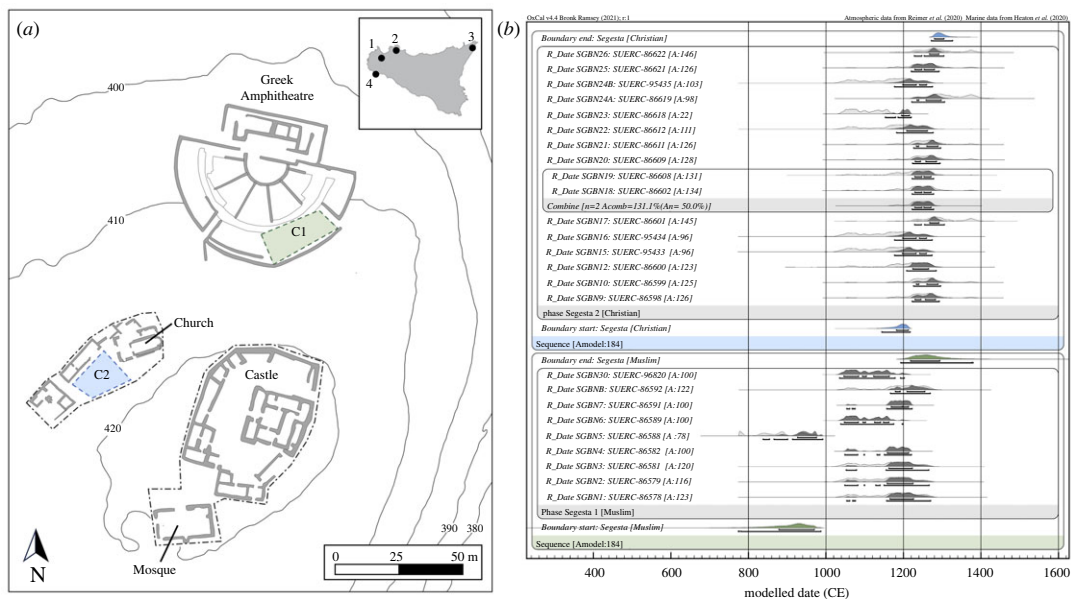 (a)
1
2
3
4
400
Greek
Amphitheatre
410
C1
Church
C2
Castle
420
390
380
N
Mosque
0
25
50 m
(b)
OxCal v4.4 Bronk Ramsey (2021); r:1
Atmospheric data from Reimer et al. (2020) Marine data from Heaton et al. (2020)
Boundary end: Segesta [Christian]
R_Date SGBN26: SUERC-86622 [A:146]
R_Date SGBN25: SUERC-86621 [A:126]
R_Date SGBN24B: SUERC-95435 [A:103]
R_Date SGBN24A: SUERC-86619 [A:98]
R_Date SGBN23: SUERC-86618 [A:22]
R_Date SGBN22: SUERC-86612 [A:111]
R_Date SGBN21: SUERC-86611 [A:126]
R_Date SGBN20: SUERC-86609 [A:128]
R_Date SGBN19: SUERC-86608 [A:131]
R_Date SGBN18: SUERC-86602 [A:134]
Combine [n=2 Acomb=131.1%(An= 50.0%)]
R_Date SGBN17: SUERC-86601 [A:145]
R_Date SGBN16: SUERC-95434 [A:96]
R_Date SGBN15: SUERC-95433 [A:96]
R_Date SGBN12: SUERC-86600 [A:123]
R_Date SGBN10: SUERC-86599 [A:125]
R_Date SGBN9: SUERC-86598 [A:126]
phase Segesta 2 [Christian]
Boundary start: Segesta [Christian]
Sequence [Amodel:184]
Boundary end: Segesta [Muslim]
R_Date SGBN30: SUERC-96820 [A:100]
R_Date SGBNB: SUERC-86592 [A:122]
R_Date SGBN7: SUERC-86591 [A:100]
R_Date SGBN6: SUERC-86589 [A:100]
R_Date SGBN5: SUERC-86588 [A:78]
R_Date SGBN4: SUERC-86582 [A:100]
R_Date SGBN3: SUERC-86581 [A:120]
R_Date SGBN2: SUERC-86579 [A:116]
R_Date SGBN1: SUERC-86578 [A:123]
Phase Segesta 1 [Muslim]
Boundary start: Segesta [Muslim]
Sequence [Amodel:184]
400
600
800
1000
1200
1400
1600
modelled date (CE)